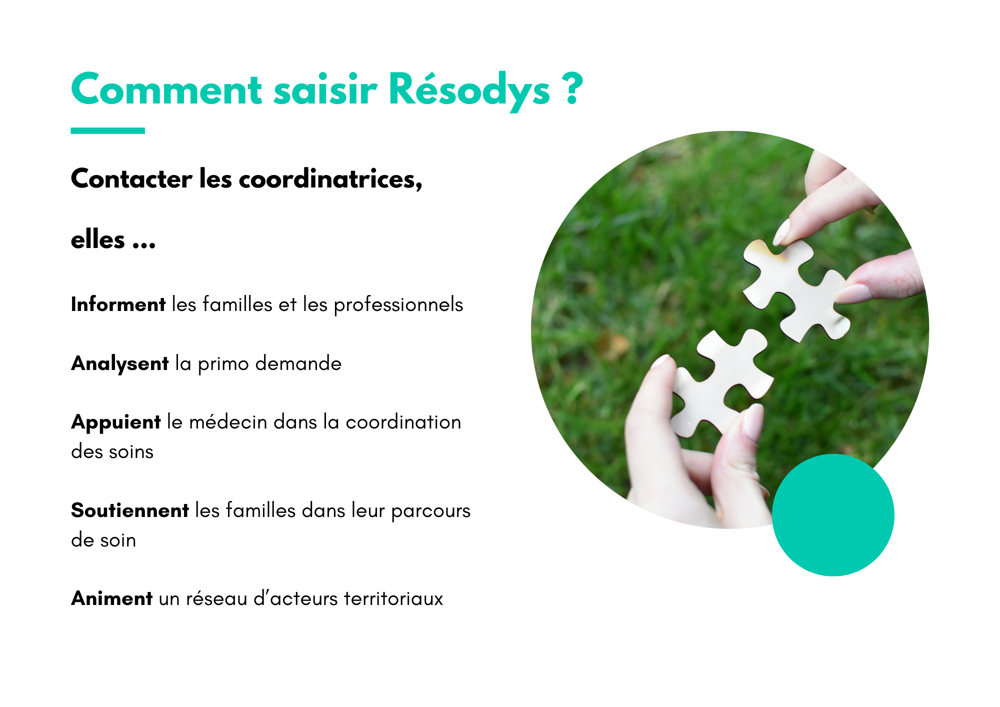 Comment saisir Résodys ?
Contacter les coordinatrices,
elles ...
Informent les familles et les professionnels
Analysent la primo demande
Appuient le médecin dans la coordination
des soins
Soutiennent les familles dans leur parcours
de soin
Animent un réseau d’acteurs territoriaux